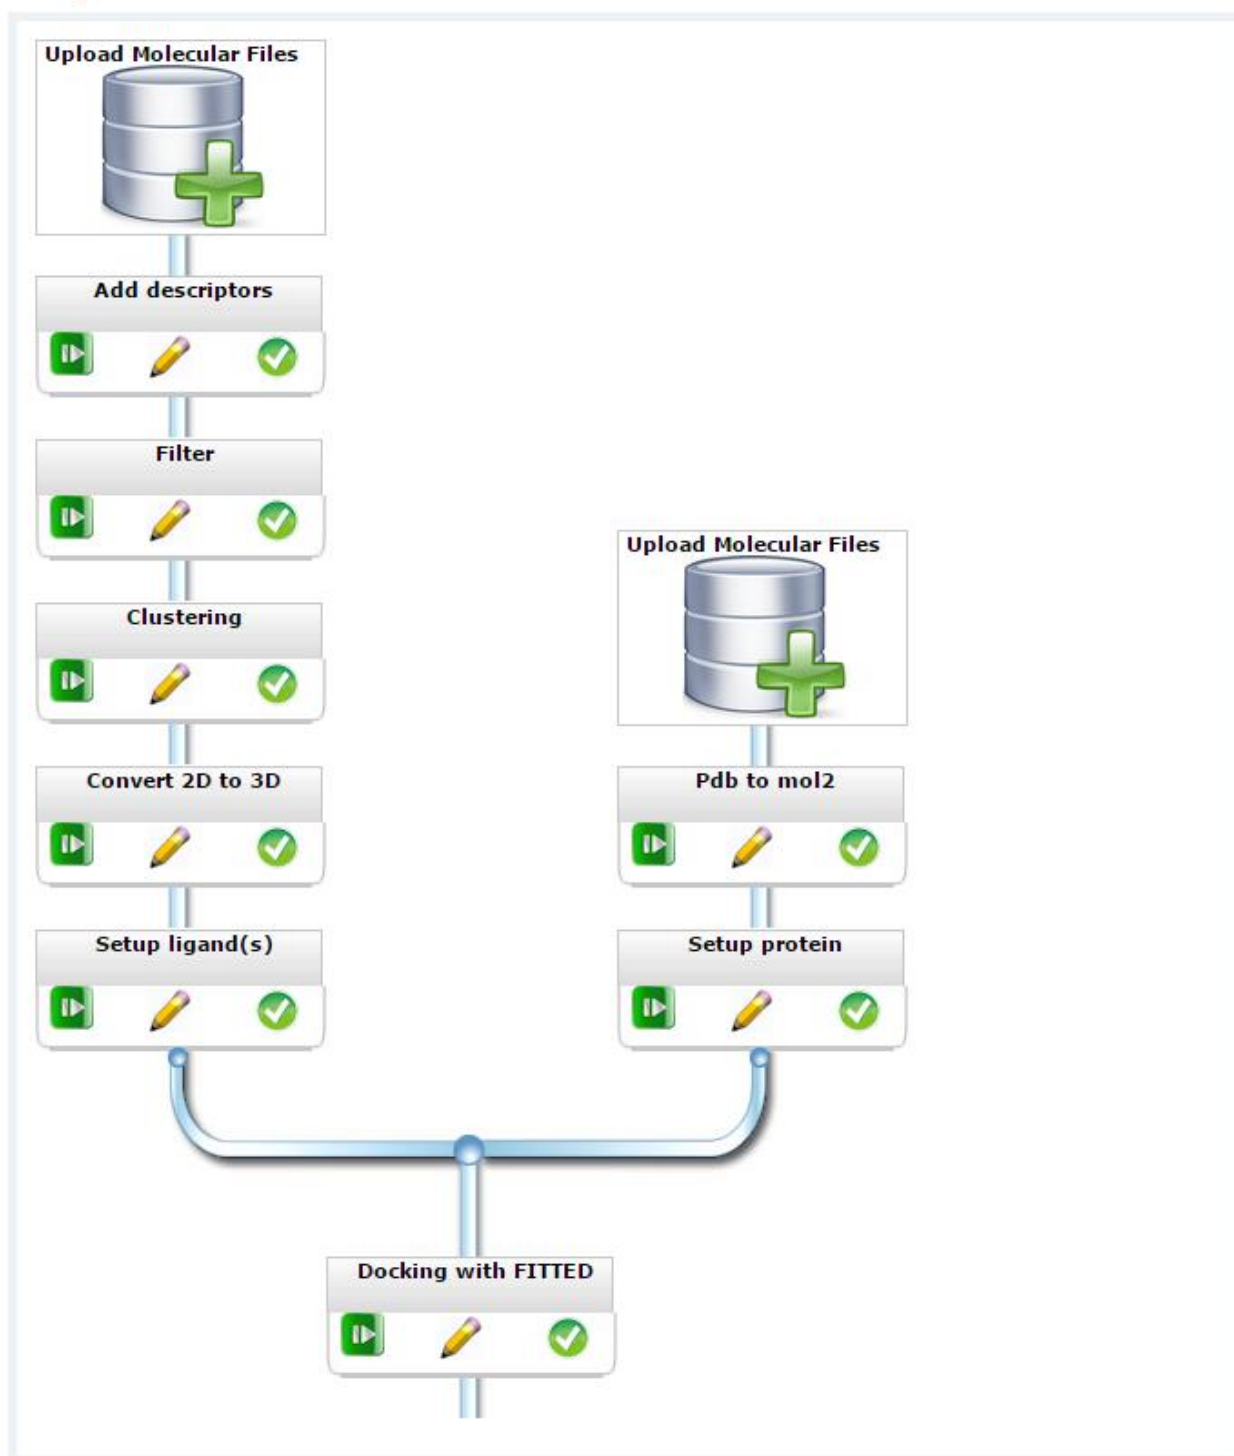 Upload Molecular Files
Add descriptors
Filter
Clustering
Convert 2D to 3D
Setup ligand(s)
Upload Molecular Files
Pdb to mol2
Setup protein
Docking with FITTED